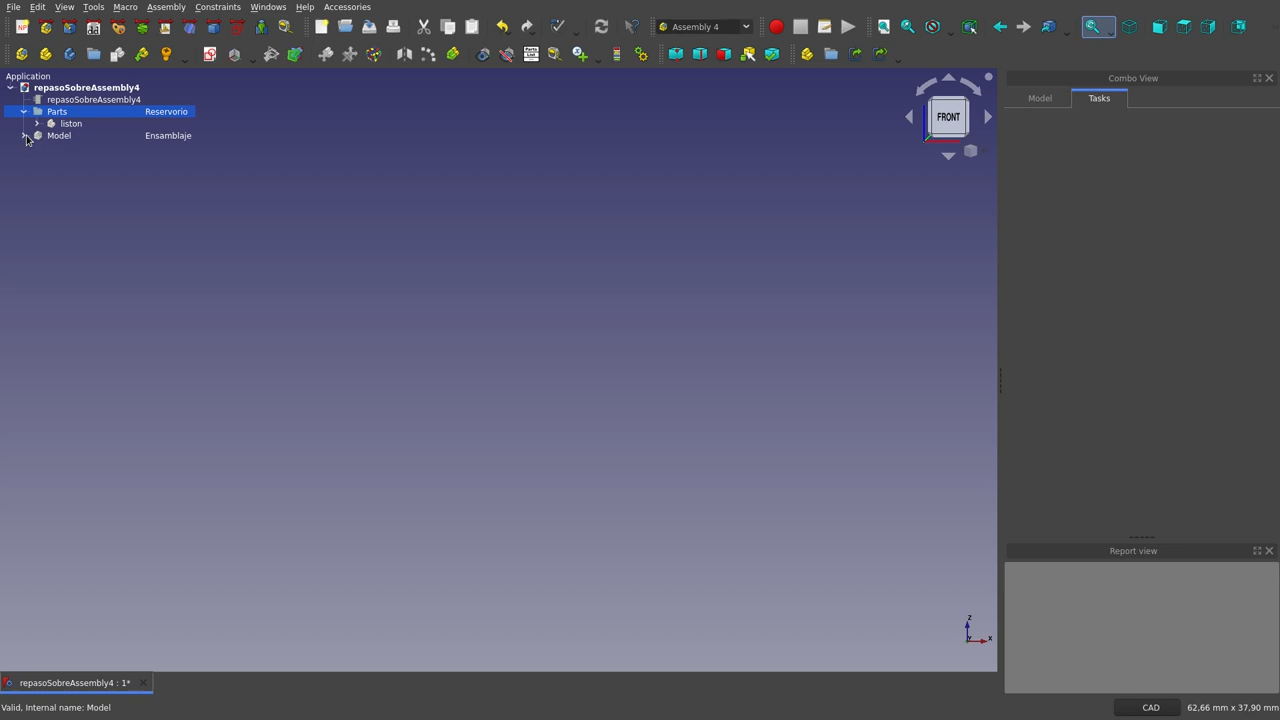 File Edit View Tools Macro Assembly Constraints Windows Help Accessories
Assembly 4
Application
repasoSobreAssembly4
repasoSobreAssembly4
Parts Reservorio
liston
Model Ensamblaje
FRONT
Combo View
Model Tasks
Report view
Z
X
repasoSobreAssembly4 : 1*
Valid, Internal name: Model
CAD 62,66 mm x 37,90 mm